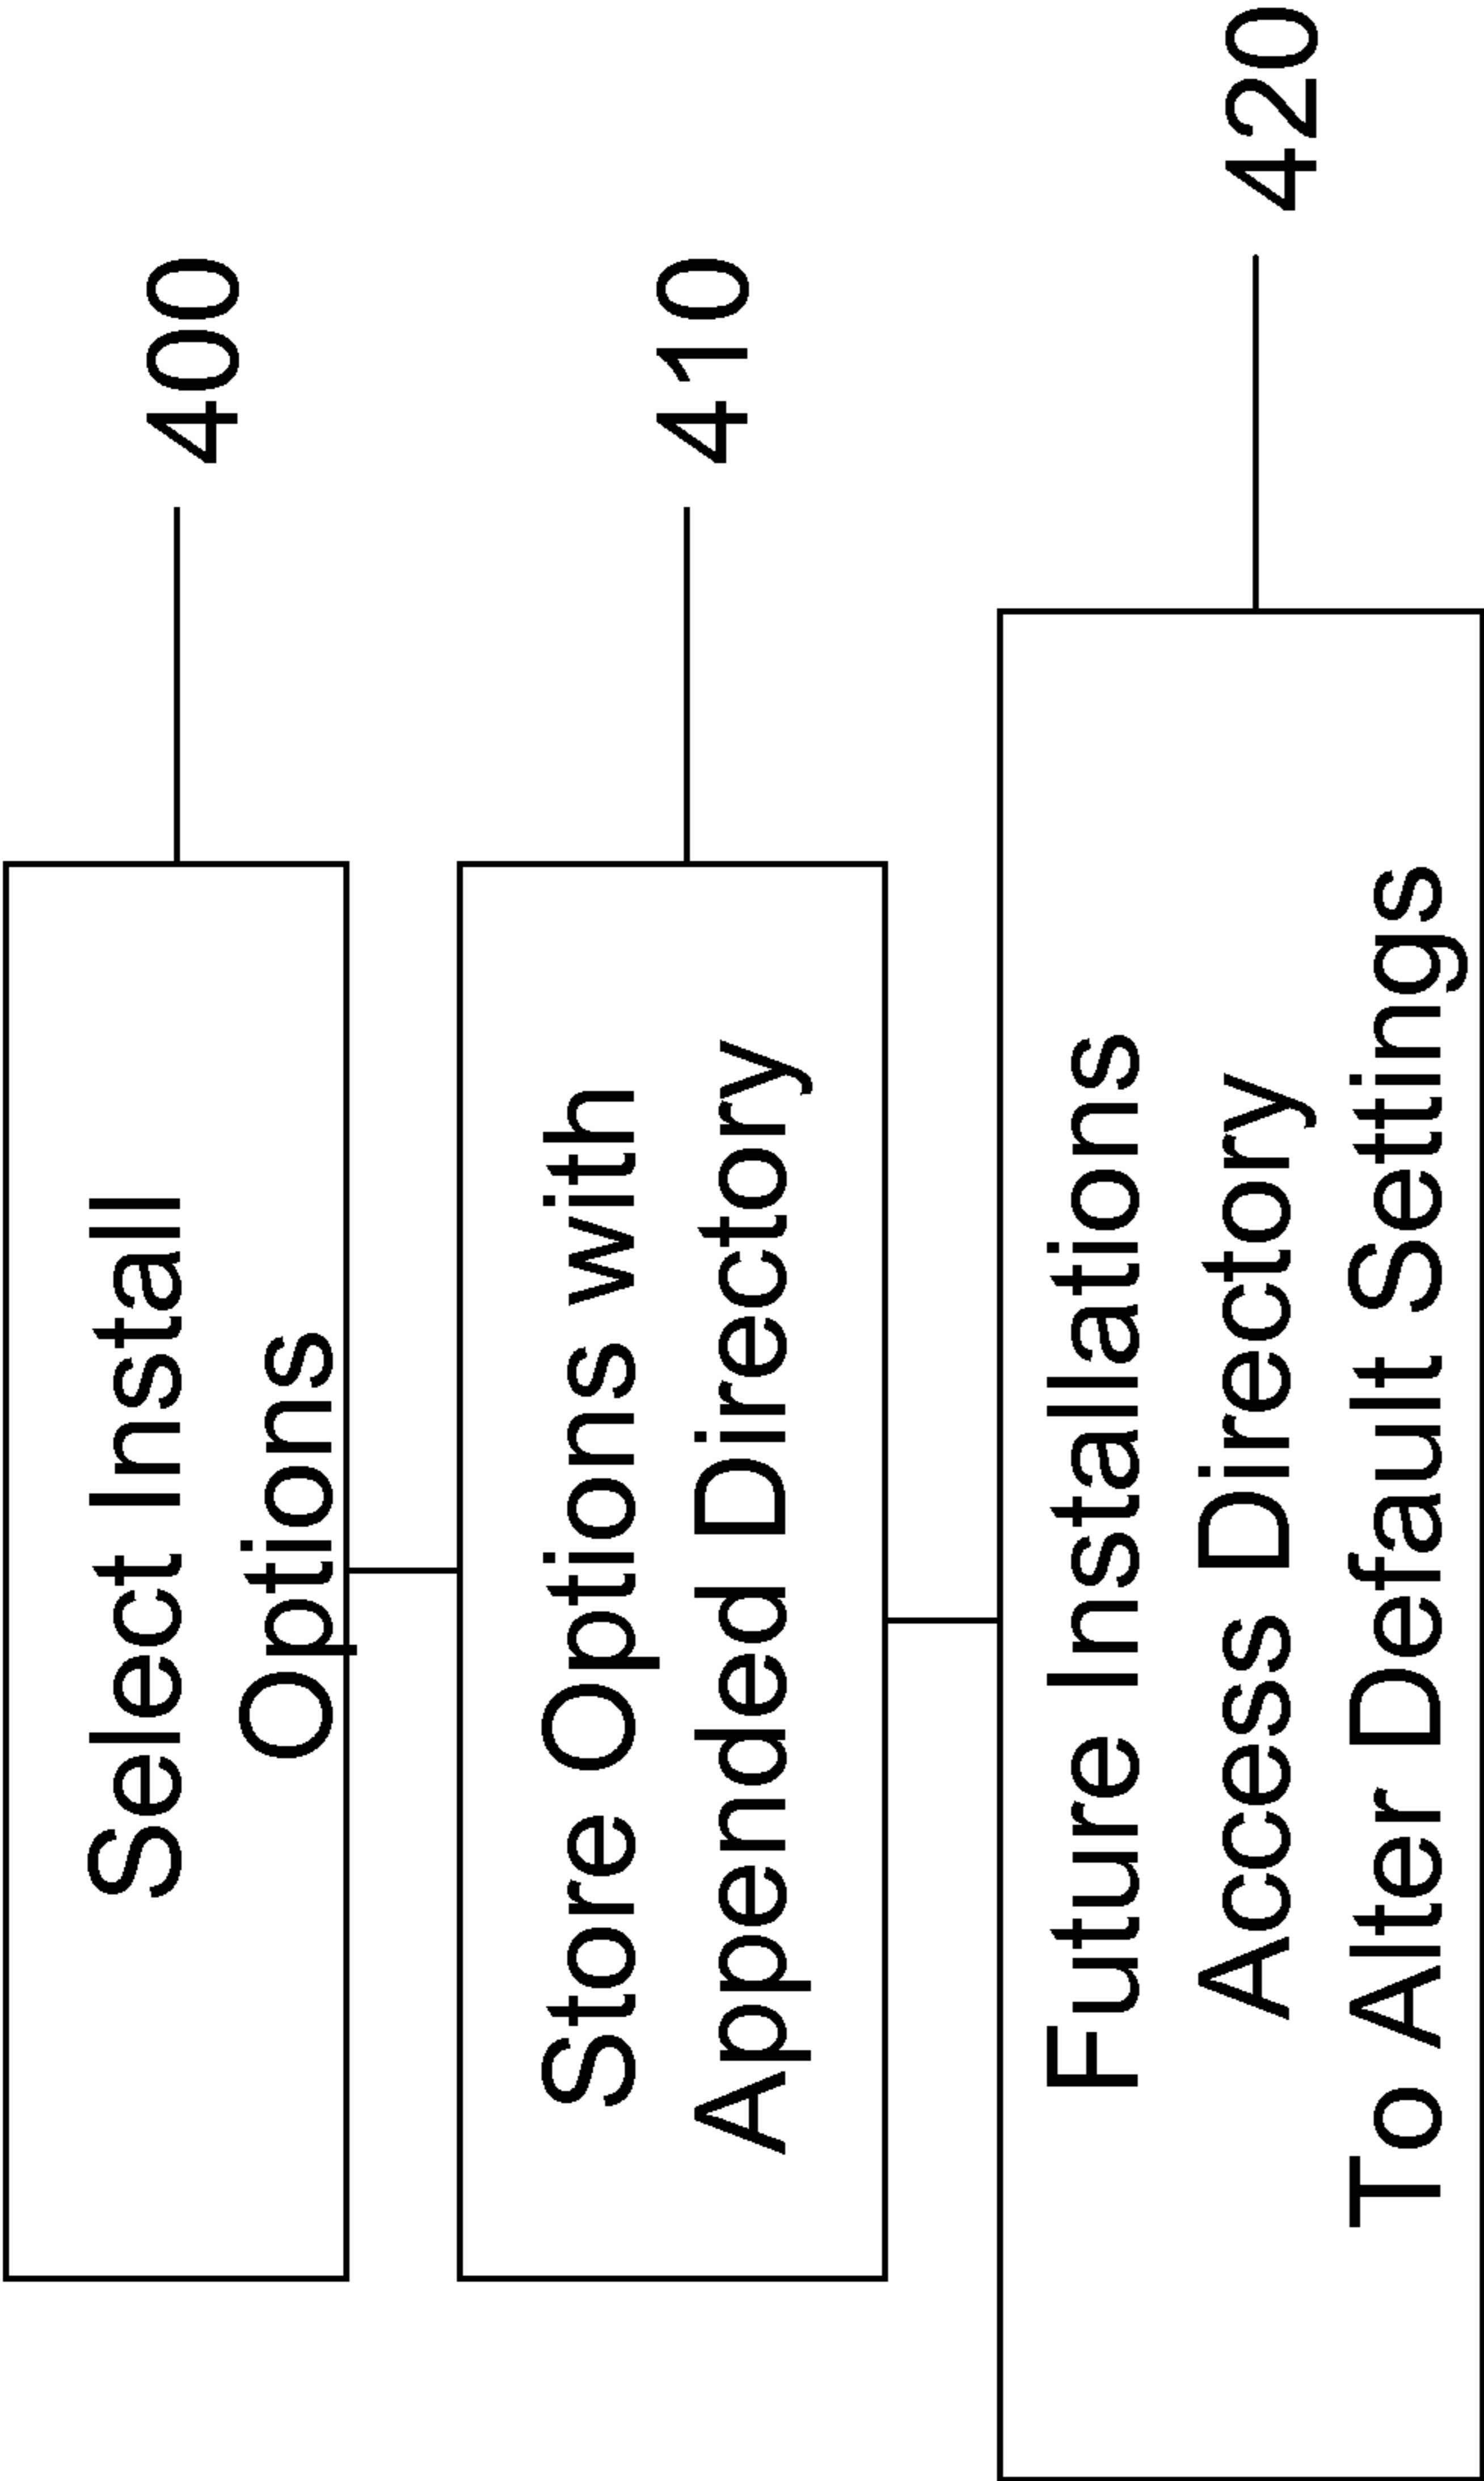 Select Install
Options
400
Store Options with
Appended Directory
410
Future Installations
Access Directory
To Alter Default Settings
420